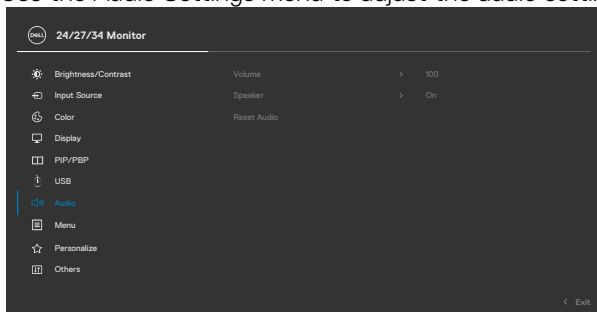 Use the Audio Settings menu to adjust the audio setti
DELL 24/27/34 Monitor
Brightness/Contrast Volume > 100
Input Source Speaker > On
Color Reset Audio
Display
PIP/PBP
USB
Audio
Menu
Personalize
Others
< Exit